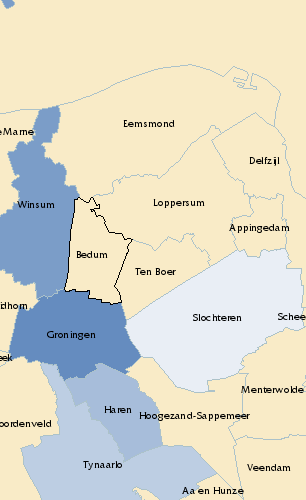 Eemsmond
eMarne
Delfzijl
Winsum
Loppersum
Appingedam
Bedum
Ten Boer
idhorn
Slochteren
Schee
Groningen
eek
Menterwolde
Haren
Hoogezand-Sappemeer
oordenveld
Tynaarlo
Veendam
Aa en Hunze